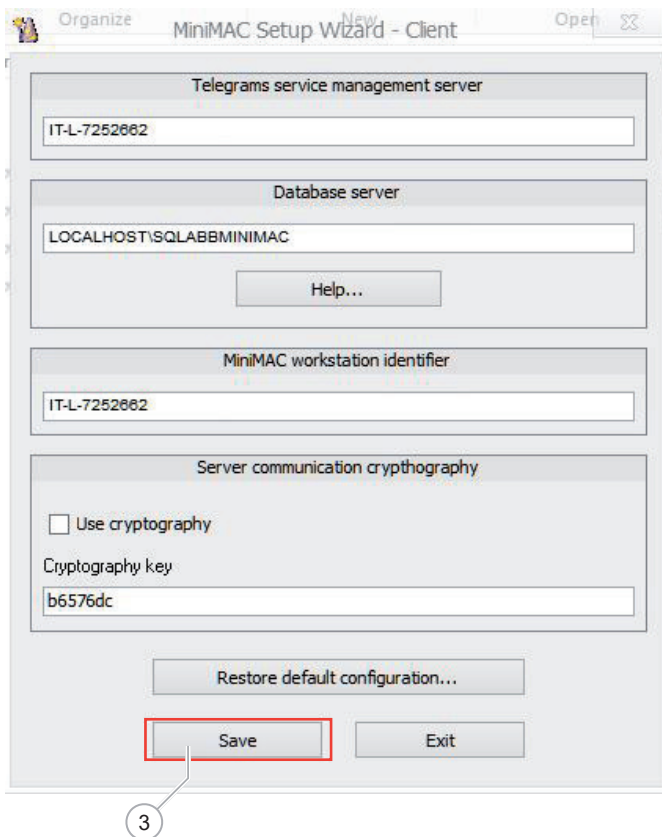 Organize New Open
MiniMAC Setup Wizard - Client
Telegrams service management server
IT-L-7252662
Database server
LOCALHOST\SQLABBMINIMAC
Help...
MiniMAC workstation identifier
IT-L-7252662
Server communication crypthography
Use cryptography
Cryptography key
b6576dc
Restore default configuration...
Save Exit
3